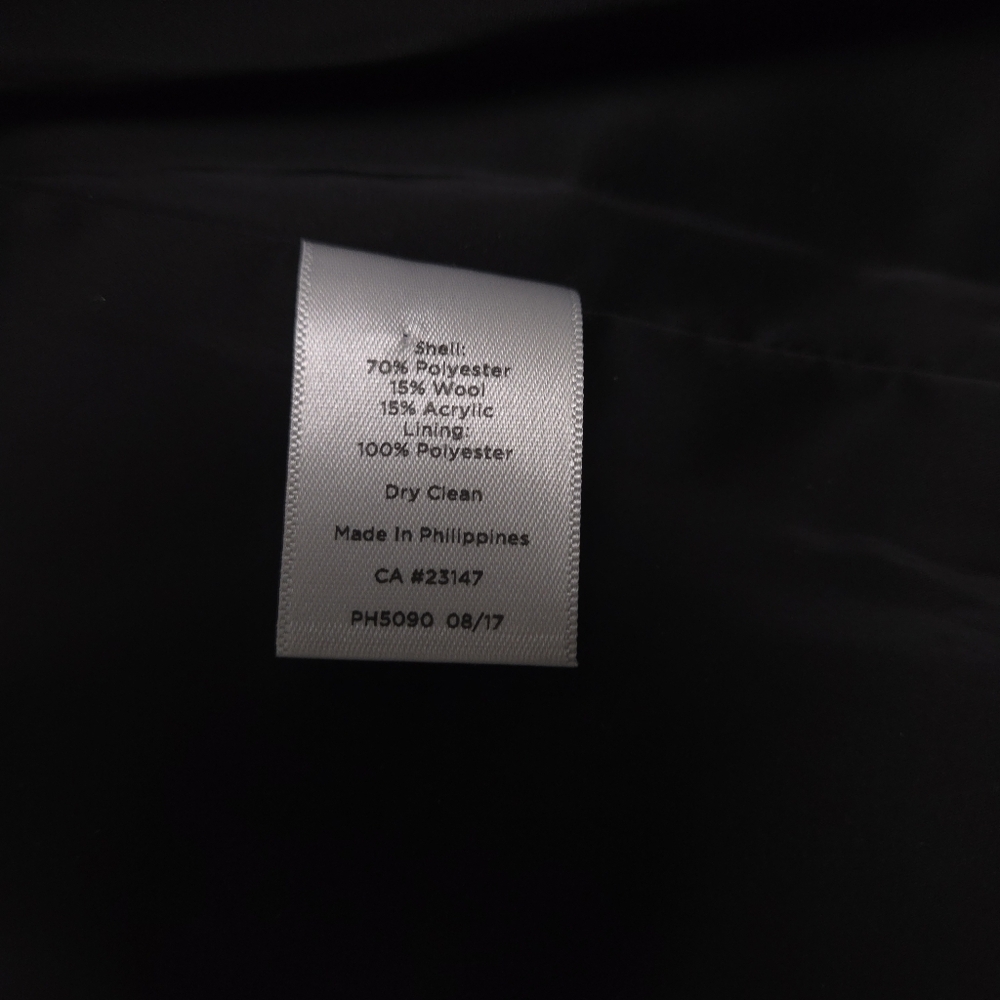 Shell:
70% Polyester
15% Wool
15% Acrylic
Lining:
100% Polyester
Dry Clean
Made In Philippines
CA #23147
PH5090 08/17